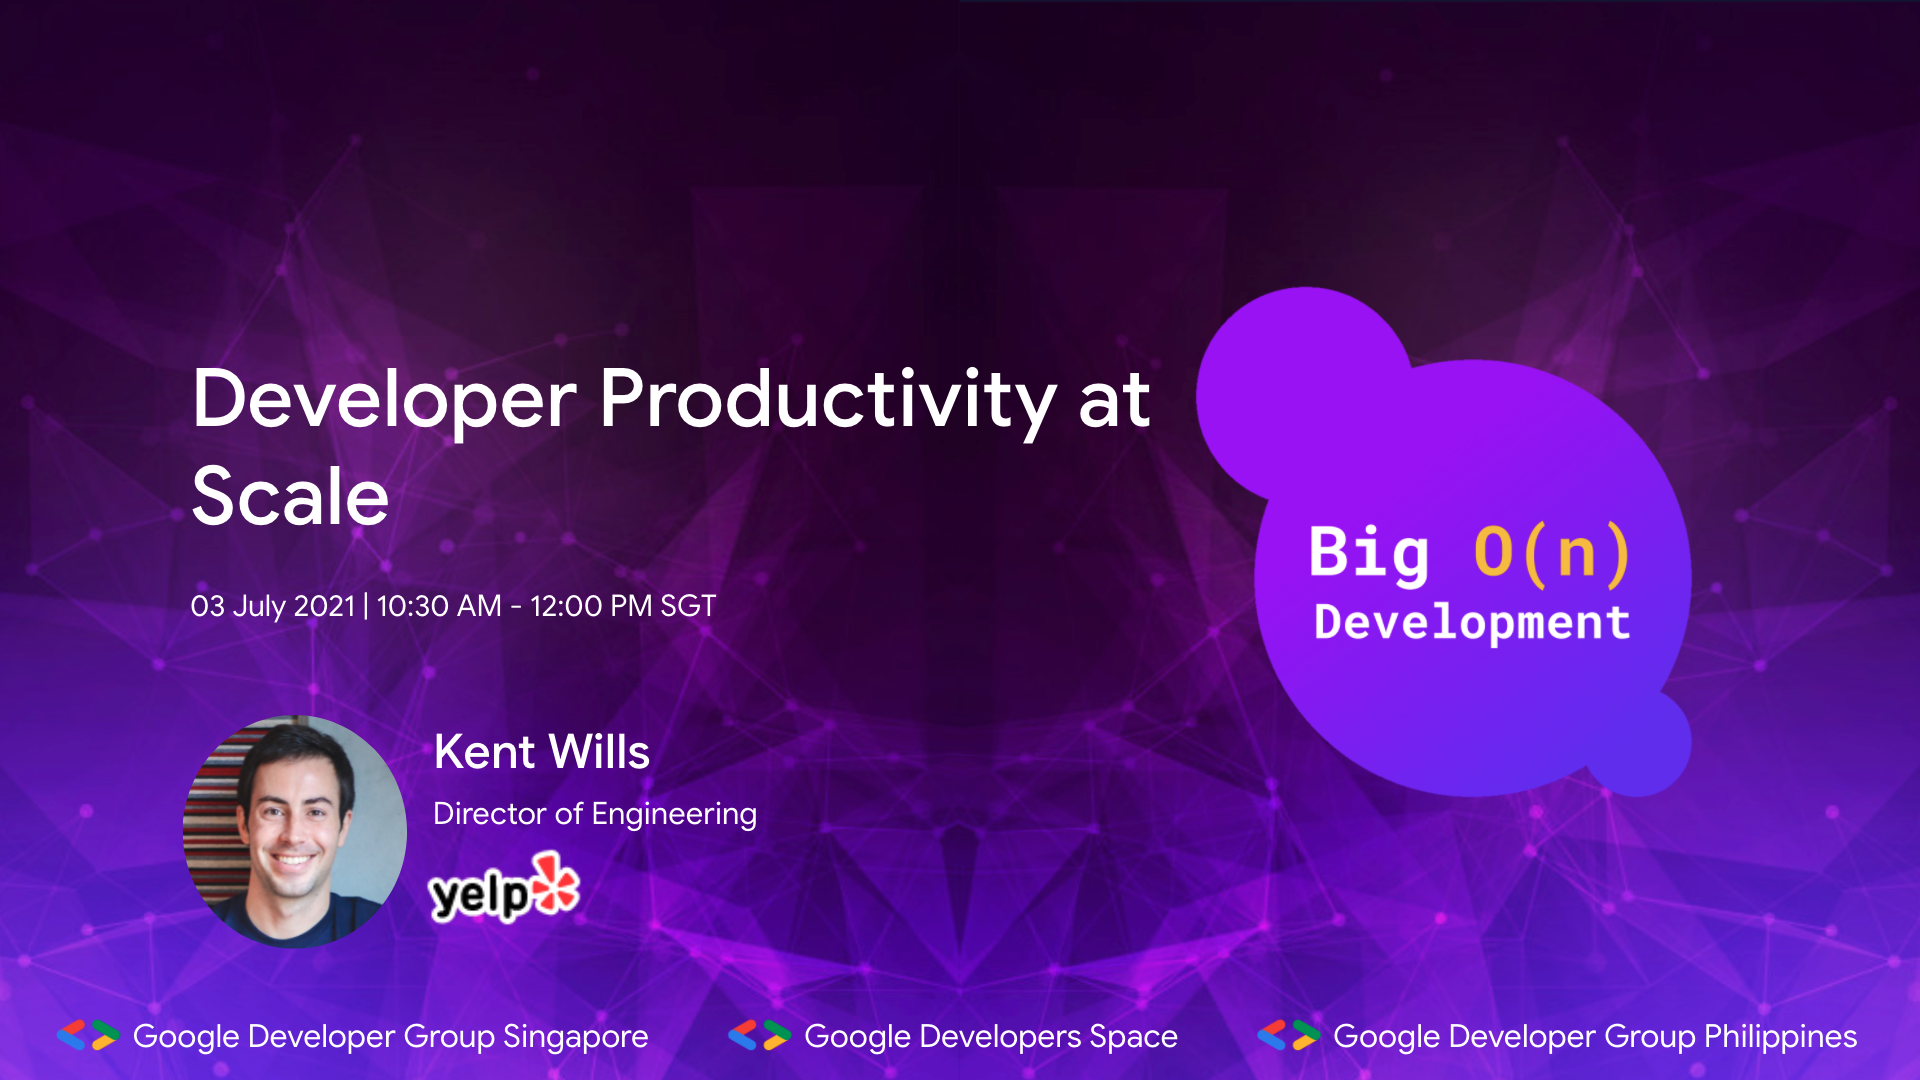 Developer Productivity at
Scale
03 July 2021 | 10:30 AM - 12:00 PM SGT
Kent Wills
Director of Engineering
yelp
Big O(n)
Development
Google Developer Group Singapore
Google Developers Space
Google Developer Group Philippines